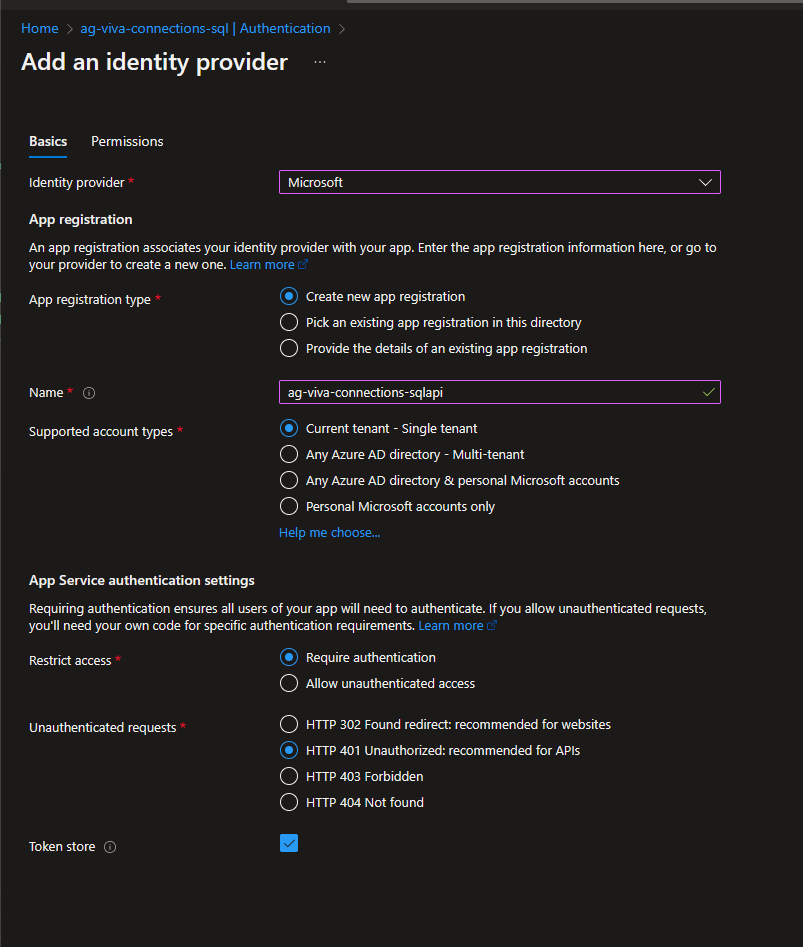 Home > ag-viva-connections-sql | Authentication >
Add an identity provider ...
Basics Permissions
Identity provider * Microsoft
App registration
An app registration associates your identity provider with your app. Enter the app registration information here, or go to
your provider to create a new one. Learn more
App registration type * Create new app registration
Pick an existing app registration in this directory
Provide the details of an existing app registration
Name * ag-viva-connections-sqlapi
Supported account types * Current tenant - Single tenant
Any Azure AD directory - Multi-tenant
Any Azure AD directory & personal Microsoft accounts
Personal Microsoft accounts only
Help me choose...
App Service authentication settings
Requiring authentication ensures all users of your app will need to authenticate. If you allow unauthenticated requests,
you'll need your own code for specific authentication requirements. Learn more
Restrict access * Require authentication
Allow unauthenticated access
Unauthenticated requests * HTTP 302 Found redirect: recommended for websites
HTTP 401 Unauthorized: recommended for APIs
HTTP 403 Forbidden
HTTP 404 Not found
Token store